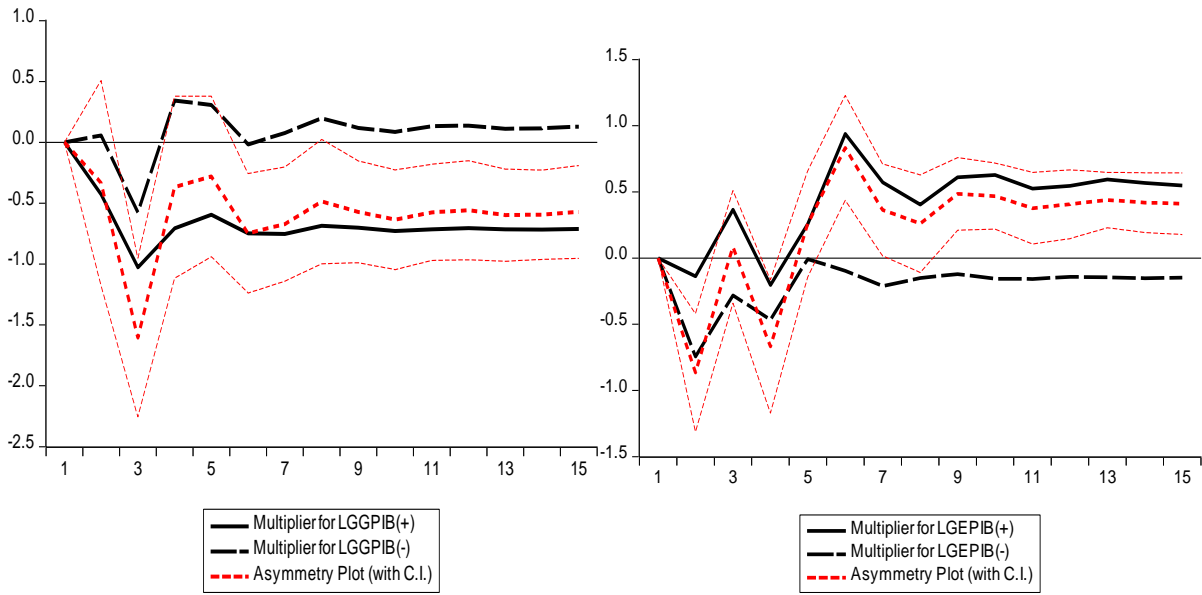 1.0
0.5
0.0
-0.5
-1.0
-1.5
-2.0
-2.5
1 3 5 7 9 11 13 15
Multiplier for LGGPIB(+)
Multiplier for LGGPIB(-)
Asymmetry Plot (with C.I.)
1.5
1.0
0.5
0.0
-0.5
-1.0
-1.5
1 3 5 7 9 11 13 15
Multiplier for LGEPIB(+)
Multiplier for LGEPIB(-)
Asymmetry Plot (with C.I.)